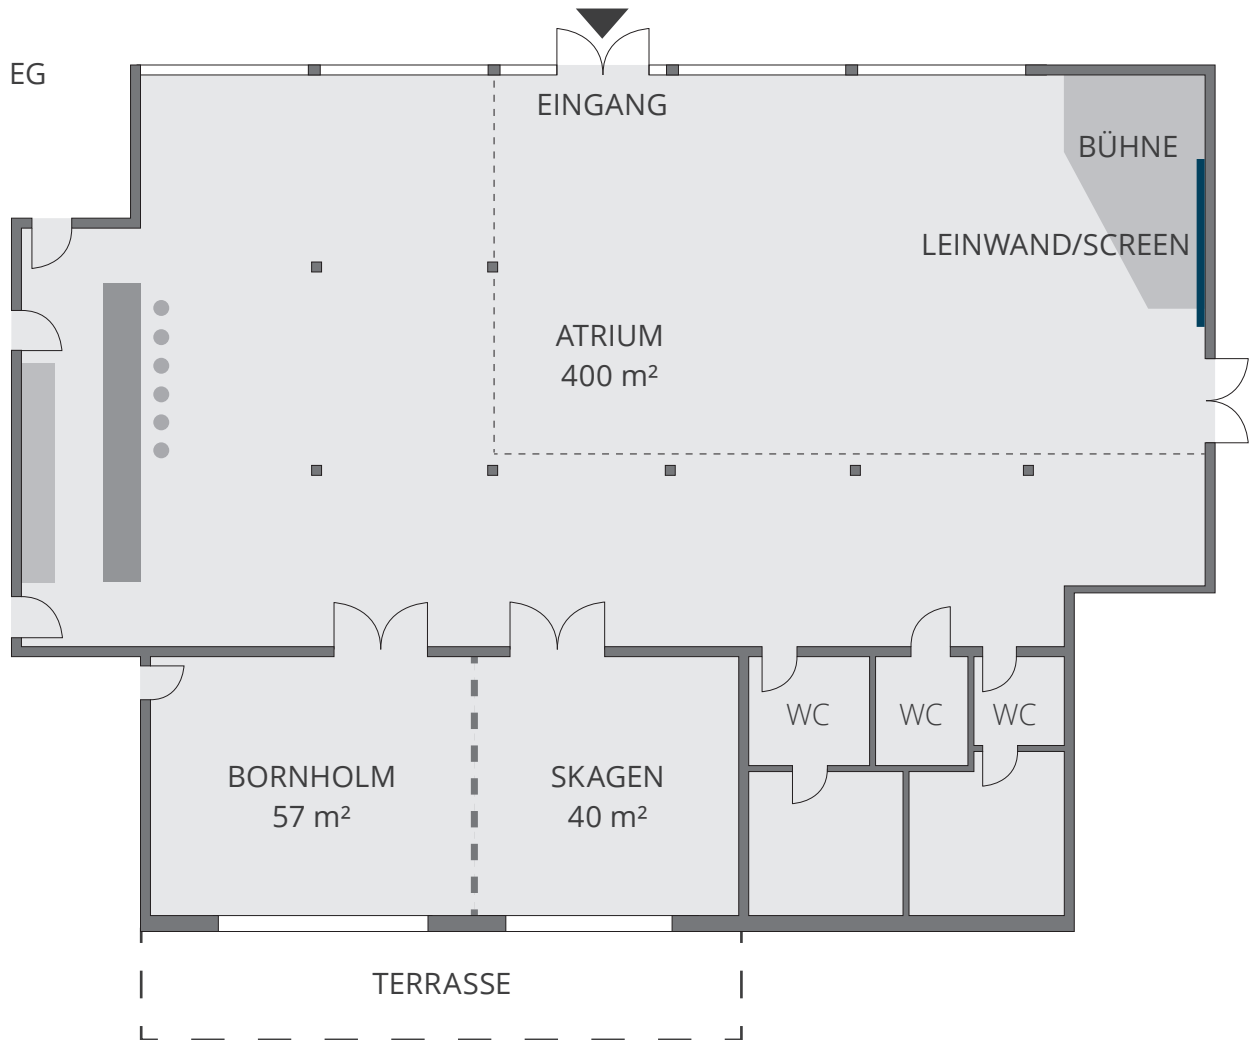 EG
EINGANG
BÜHNE
LEINWAND/SCREEN
ATRIUM
400 m²
WC
WC
WC
BORNHOLM
57 m²
SKAGEN
40 m²
TERRASSE